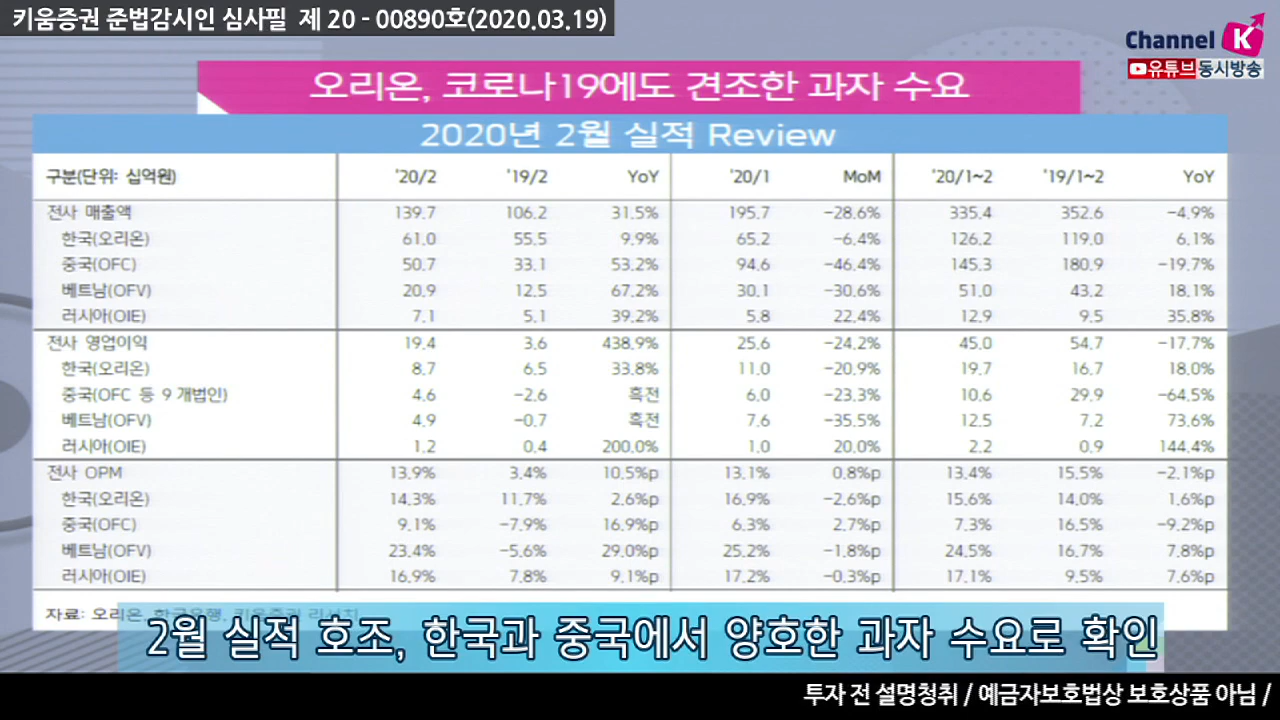 키움증권 준법감시인 심사필 제 20 - 00890호(2020.03.19)
Channel K
유튜브 동시방송
오리온, 코로나19에도 견조한 과자 수요
2020년 2월 실적 Review
구분(단위: 십억원) '20/2 '19/2 YoY '20/1 MoM '20/1~2 '19/1~2 YoY
전사 매출액 139.7 106.2 31.5% 195.7 -28.6% 335.4 352.6 -4.9%
한국(오리온) 61.0 55.5 9.9% 65.2 -6.4% 126.2 119.0 6.1%
중국(OFC) 50.7 33.1 53.2% 94.6 -46.4% 145.3 180.9 -19.7%
베트남(OFV) 20.9 12.5 67.2% 30.1 -30.6% 51.0 43.2 18.1%
러시아(OIE) 7.1 5.1 39.2% 5.8 22.4% 12.9 9.5 35.8%
전사 영업이익 19.4 3.6 438.9% 25.6 -24.2% 45.0 54.7 -17.7%
한국(오리온) 8.7 6.5 33.8% 11.0 -20.9% 19.7 16.7 18.0%
중국(OFC 등 9개법인) 4.6 -2.6 흑전 6.0 -23.3% 10.6 29.9 -64.5%
베트남(OFV) 4.9 -0.7 흑전 7.6 -35.5% 12.5 7.2 73.6%
러시아(OIE) 1.2 0.4 200.0% 1.0 20.0% 2.2 0.9 144.4%
전사 OPM 13.9% 3.4% 10.5%p 13.1% 0.8%p 13.4% 15.5% -2.1%p
한국(오리온) 14.3% 11.7% 2.6%p 16.9% -2.6%p 15.6% 14.0% 1.6%p
중국(OFC) 9.1% -7.9% 16.9%p 6.3% 2.7%p 7.3% 16.5% -9.2%p
베트남(OFV) 23.4% -5.6% 29.0%p 25.2% -1.8%p 24.5% 16.7% 7.8%p
러시아(OIE) 16.9% 7.8% 9.1%p 17.2% -0.3%p 17.1% 9.5% 7.6%p
자료: 오리온, 한국은행, 키움증권 리서치
2월 실적 호조, 한국과 중국에서 양호한 과자 수요로 확인
투자 전 설명청취 / 예금자보호법상 보호상품 아님 /